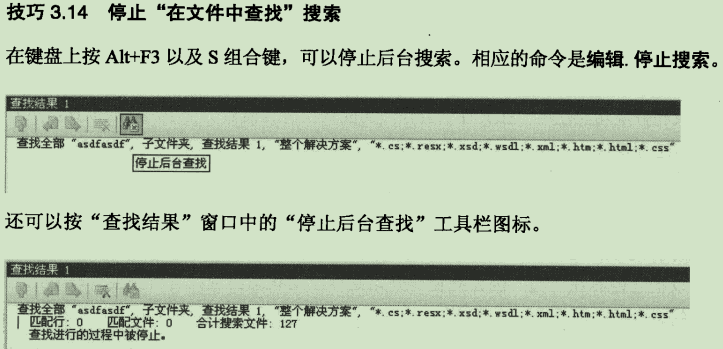 技巧 3.14 停止“在文件中查找”搜索
在键盘上按 Alt+F3 以及 S 组合键，可以停止后台搜索。相应的命令是编辑. 停止搜索。
查找结果 1
查找全部 "asdfasdf", 子文件夹, 查找结果 1, "整个解决方案", "*.cs;*.resx;*.xsd;*.wsdl;*.xml;*.htm;*.html;*.css"
停止后台查找
还可以按“查找结果”窗口中的“停止后台查找”工具栏图标。
查找结果 1
查找全部 "asdfasdf", 子文件夹, 查找结果 1, "整个解决方案", "*.cs;*.resx;*.xsd;*.wsdl;*.xml;*.htm;*.html;*.css"
匹配行: 0 匹配文件: 0 合计搜索文件: 127
查找进行的过程中被停止。